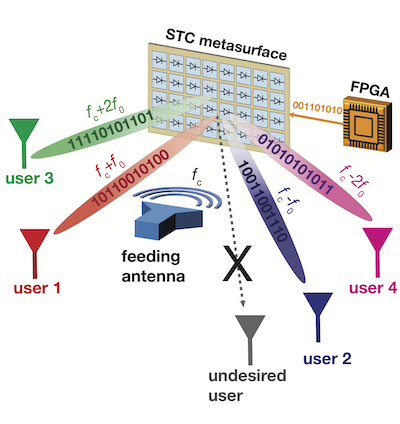 STC metasurface
FPGA
001101010
f_c+2f_0
11110101101
f_c+f_0
10110010100
f_c
01010101011
f_c-2f_0
f_c-f_0
10011001110
user 3
user 1
feeding
antenna
X
user 4
user 2
undesired
user